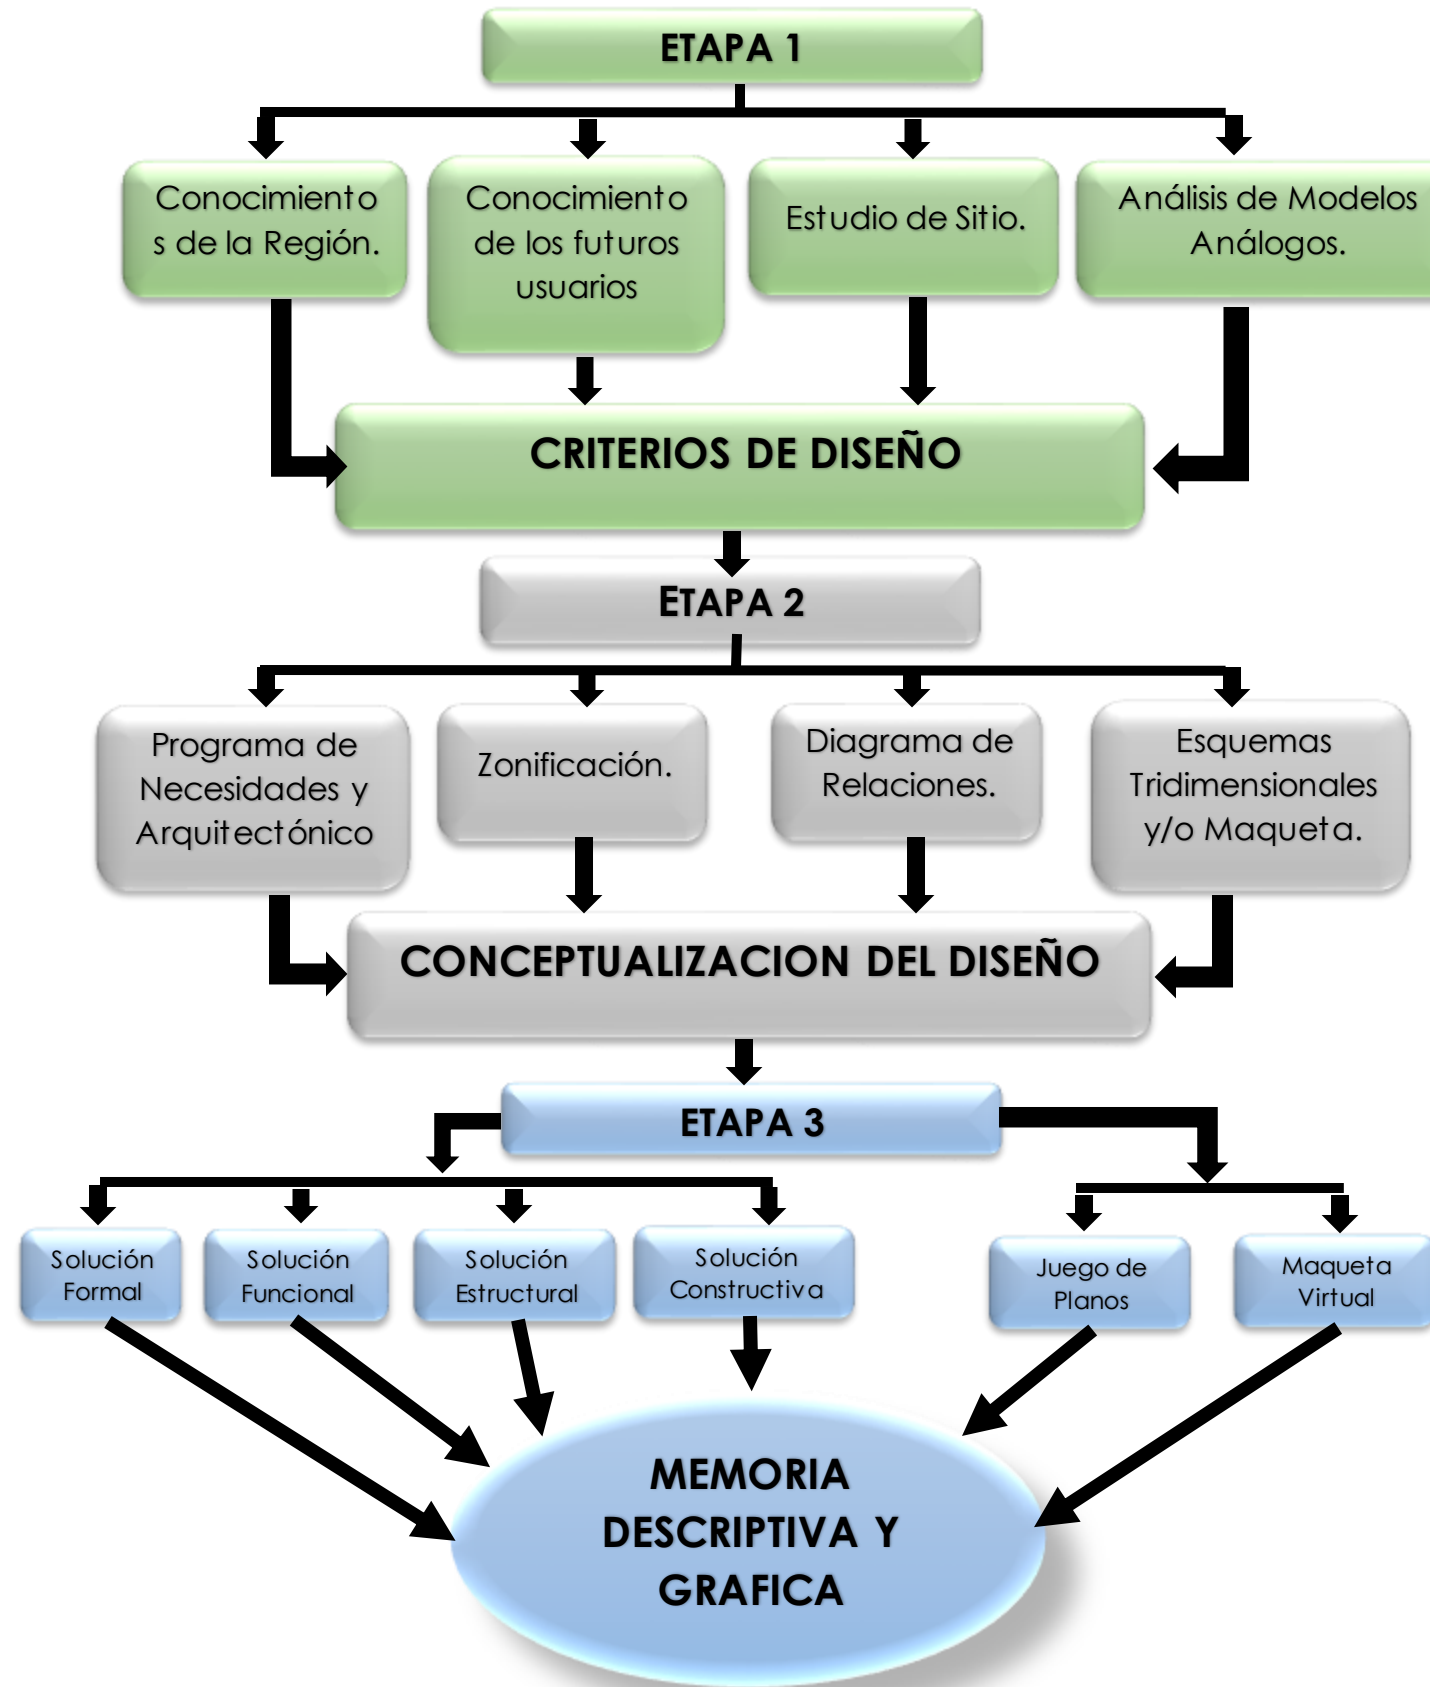 ETAPA 1
Conocimiento
s de la Región.
Conocimiento
de los futuros
usuarios
Estudio de Sitio.
Análisis de Modelos
Análogos.
CRITERIOS DE DISEÑO
ETAPA 2
Programa de
Necesidades y
Arquitectónico
Zonificación.
Diagrama de
Relaciones.
Esquemas
Tridimensionales
y/o Maqueta.
CONCEPTUALIZACION DEL DISEÑO
ETAPA 3
Solución
Formal
Solución
Funcional
Solución
Estructural
Solución
Constructiva
Juego de
Planos
Maqueta
Virtual
MEMORIA
DESCRIPTIVA Y
GRAFICA